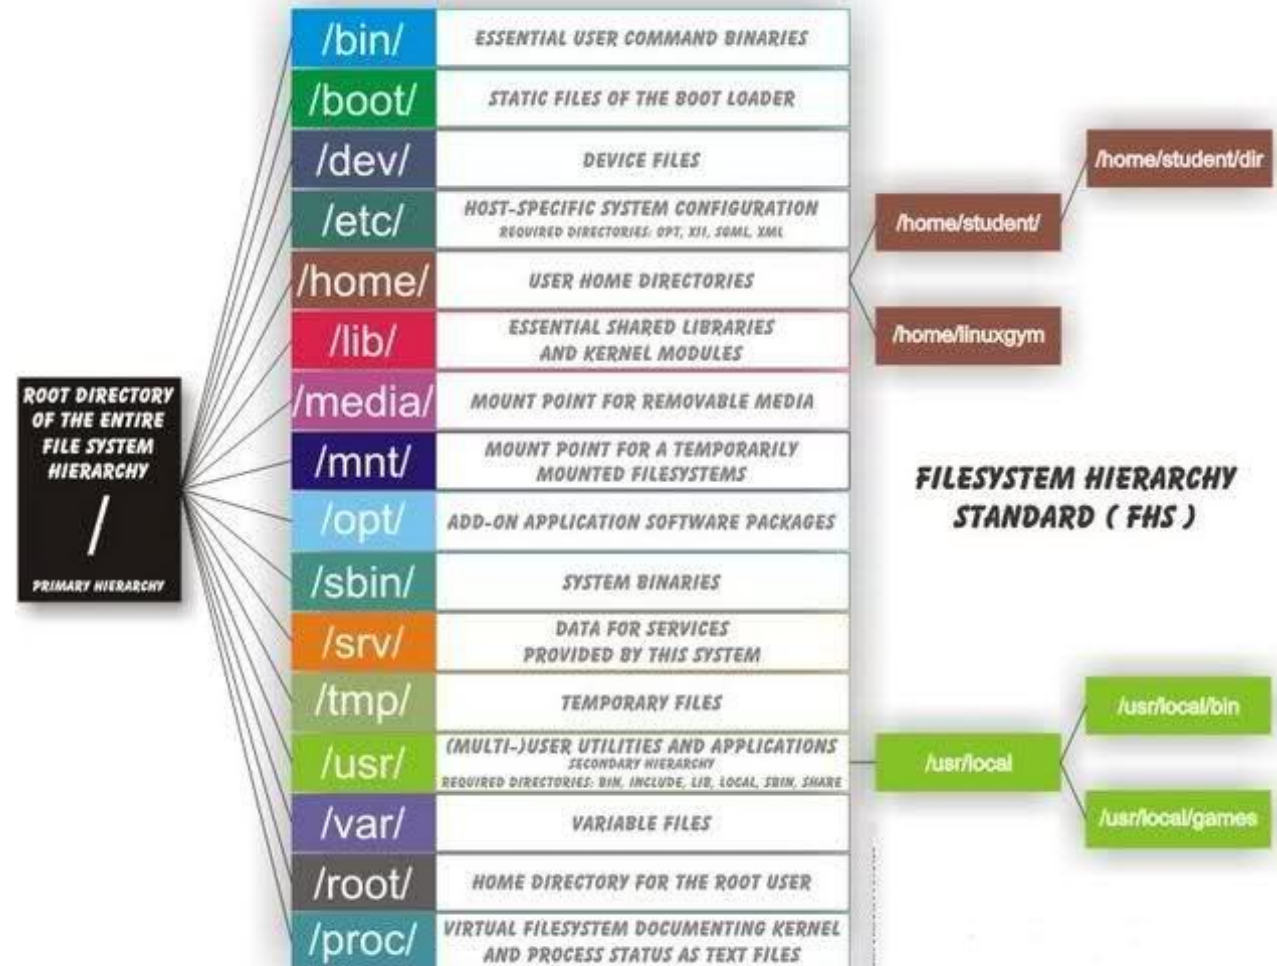 /bin/
ESSENTIAL USER COMMAND BINARIES
/boot/
STATIC FILES OF THE BOOT LOADER
/dev/
DEVICE FILES
/etc/
HOST-SPECIFIC SYSTEM CONFIGURATION
REQUIRED DIRECTORIES: OPT, XII, SGML, XML
/home/
USER HOME DIRECTORIES
/lib/
ESSENTIAL SHARED LIBRARIES
AND KERNEL MODULES
/media/
MOUNT POINT FOR REMOVABLE MEDIA
/mnt/
MOUNT POINT FOR A TEMPORARILY
MOUNTED FILESYSTEMS
/opt/
ADD-ON APPLICATION SOFTWARE PACKAGES
/sbin/
SYSTEM BINARIES
/srv/
DATA FOR SERVICES
PROVIDED BY THIS SYSTEM
/tmp/
TEMPORARY FILES
/usr/
(MULTI-)USER UTILITIES AND APPLICATIONS
SECONDARY HIERARCHY
REQUIRED DIRECTORIES: BIN, INCLUDE, LIB, LOCAL, SBIN, SHARE
/var/
VARIABLE FILES
/root/
HOME DIRECTORY FOR THE ROOT USER
/proc/
VIRTUAL FILESYSTEM DOCUMENTING KERNEL
AND PROCESS STATUS AS TEXT FILES
ROOT DIRECTORY
OF THE ENTIRE
FILE SYSTEM
HIERARCHY
/
PRIMARY HIERARCHY
/home/student/dir
/home/student/
/home/linuxgym
FILESYSTEM HIERARCHY
STANDARD ( FHS )
/usr/local/bin
/usr/local
/usr/local/games